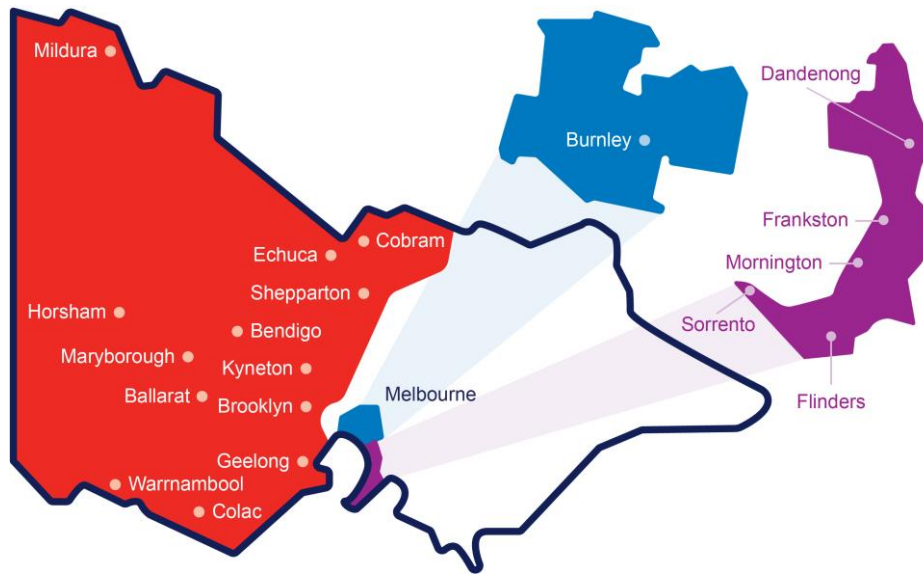 Mildura
Burnley
Dandenong
Frankston
Mornington
Sorrento
Flinders
Cobram
Echuca
Shepparton
Horsham
Bendigo
Maryborough
Kyneton
Ballarat
Brooklyn
Melbourne
Geelong
Warrnambool
Colac